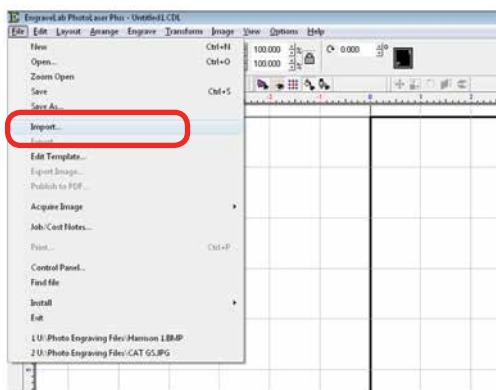 EngraveLab PhotoLaser Plus - Untitled1.CDL
File Edit Layout Arrange Engrave Transform Image View Options Help
New Ctrl+N
Open... Ctrl+O
Zoom Open
Save Ctrl+S
Save As...
Import...
Export...
Edit Template...
Export Image...
Publish to PDF...
Acquire Image
Job/Cost Notes...
Print... Ctrl+P
Control Panel...
Find file
Install
Exit
1 U:\Photo Engraving Files\Harrison 1.BMP
2 U:\Photo Engraving Files\CAT GS.JPG
100.000 %
100.000 %
0.000 °